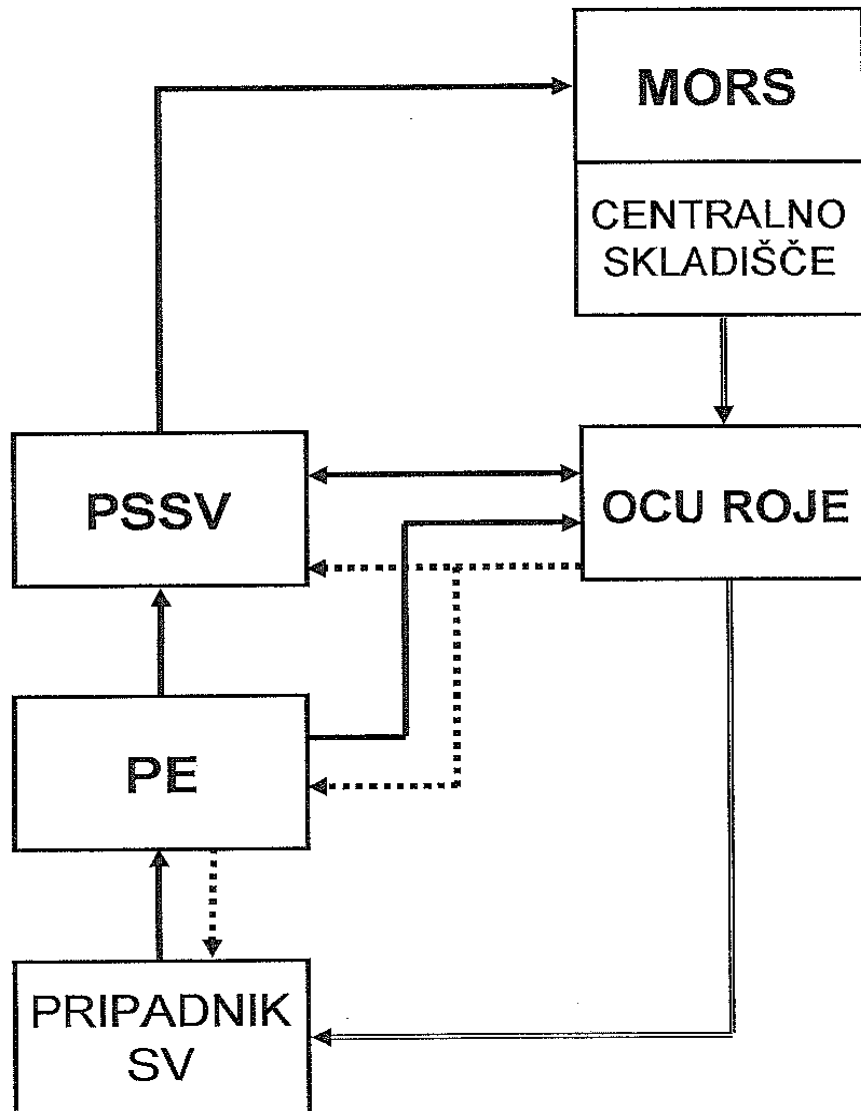 MORS
CENTRALNO
SKLADIŠČE
PSSV
OCU ROJE
PE
PRIPADNIK
SV